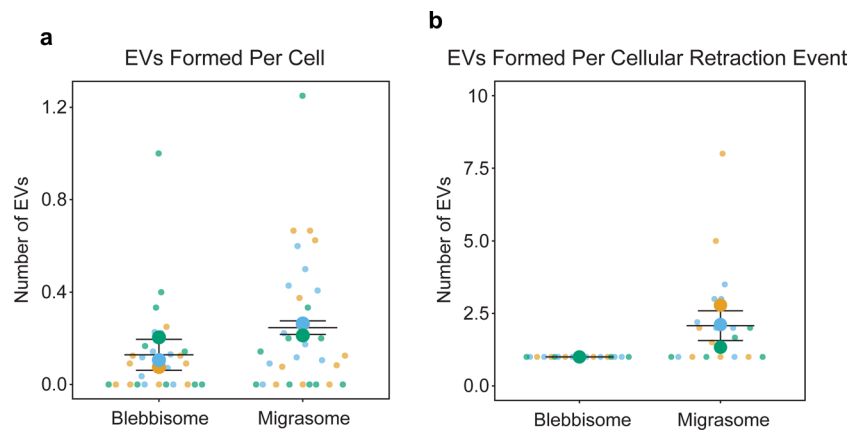 a
EVs Formed Per Cell
Number of EVs
1.2
0.8
0.4
0.0
Blebbisome Migrasome
b
EVs Formed Per Cellular Retraction Event
Number of EVs
10
7.5
5.0
2.5
0.0
Blebbisome Migrasome